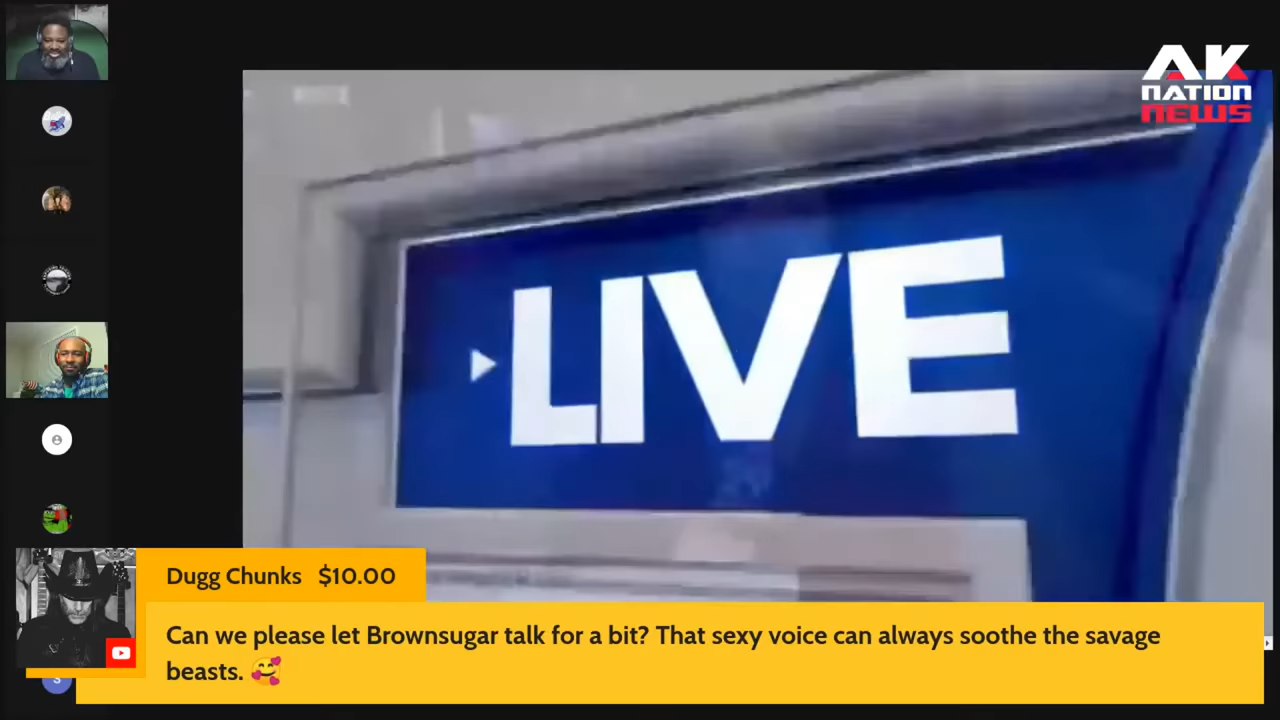 AK
NATION
NEWS
LIVE
Dugg Chunks $10.00
Can we please let Brownsugar talk for a bit? That sexy voice can always soothe the savage
beasts. 🥰
S